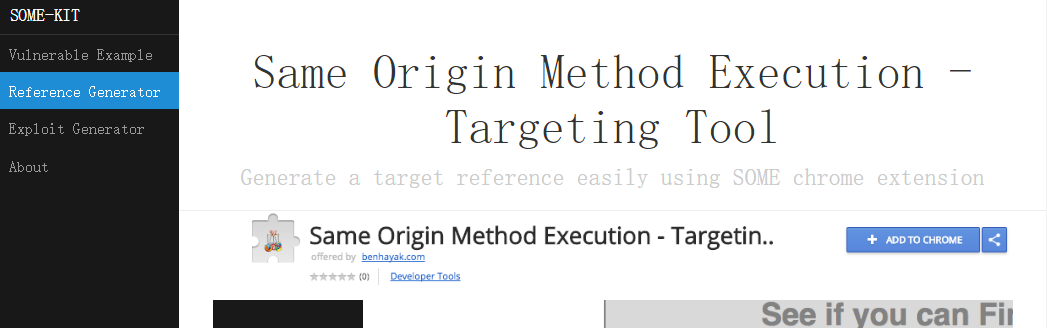 SOME-KIT
Vulnerable Example
Reference Generator
Exploit Generator
About
Same Origin Method Execution -
Targeting Tool
Generate a target reference easily using SOME chrome extension
Same Origin Method Execution - Targetin..
offered by benhayak.com
(0) Developer Tools
+ ADD TO CHROME
See if you can Fi